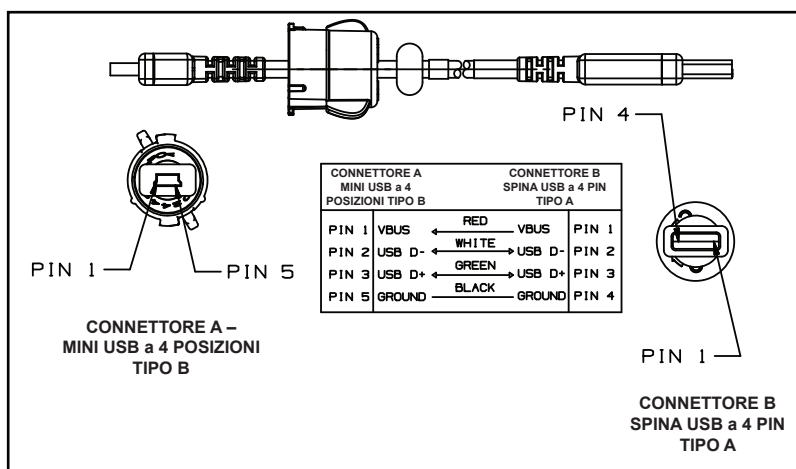 PIN 4
CONNETTORE A
MINI USB a 4
POSIZIONI TIPO B
CONNETTORE B
SPINA USB a 4 PIN
TIPO A
PIN 1 VBUS RED VBUS PIN 1
PIN 2 USB D- WHITE USB D- PIN 2
PIN 3 USB D+ GREEN USB D+ PIN 3
PIN 5 GROUND BLACK GROUND PIN 4
PIN 1
PIN 5
CONNETTORE A –
MINI USB a 4 POSIZIONI
TIPO B
PIN 1
CONNETTORE B
SPINA USB a 4 PIN
TIPO A